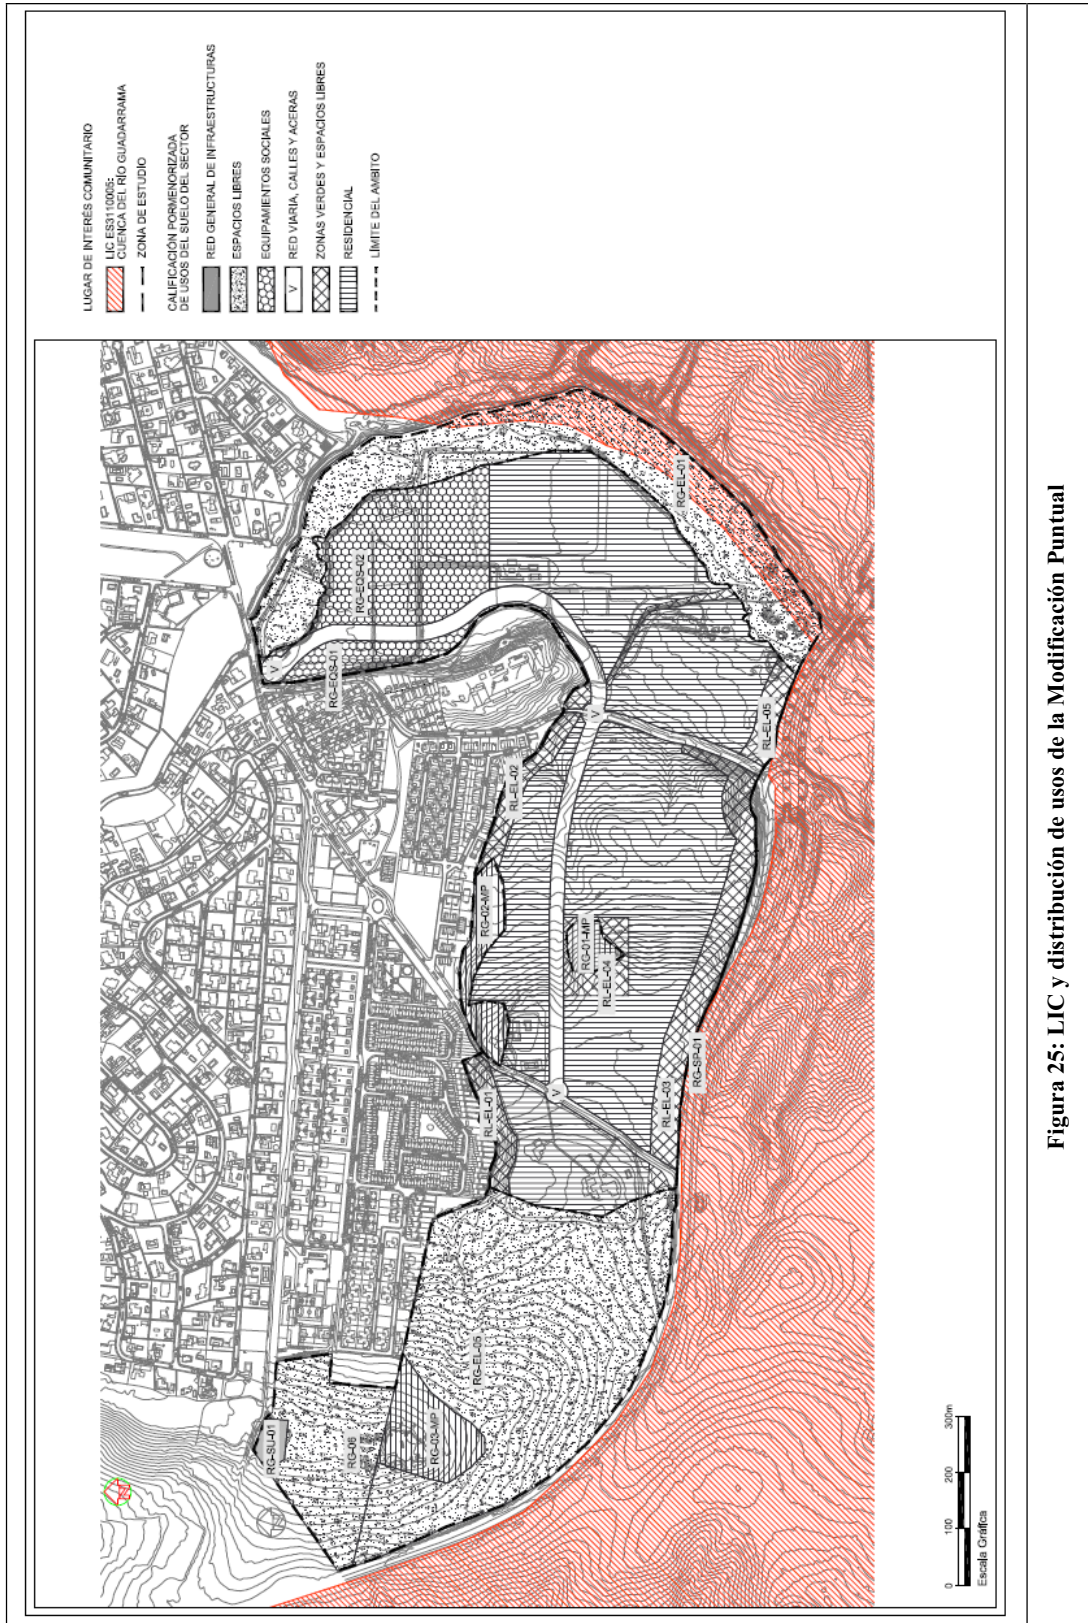 LUGAR DE INTERÉS COMUNITARIO
LIC ES3110005:
CUENCA DEL RÍO GUADARRAMA
ZONA DE ESTUDIO
CALIFICACIÓN PORMENORIZADA
DE USOS DEL SUELO DEL SECTOR
RED GENERAL DE INFRAESTRUCTURAS
ESPACIOS LIBRES
EQUIPAMIENTOS SOCIALES
V
RED VIARIA, CALLES Y ACERAS
ZONAS VERDES Y ESPACIOS LIBRES
RESIDENCIAL
LÍMITE DEL AMBITO
RG-SU-01
RG-06
RG-03-MP
RG-EL-05
RL-EL-01
RL-EL-03
RG-SP-01
V
RG-02-MP
RG-01-MP
RL-EL-04
RL-EL-02
V
RL-EL-05
RG-EQS-01
V
RG-EQS-02
RG-EL-01
0 100 200 300m
Escala Gráfica
Figura 25: LIC y distribución de usos de la Modificación Puntual